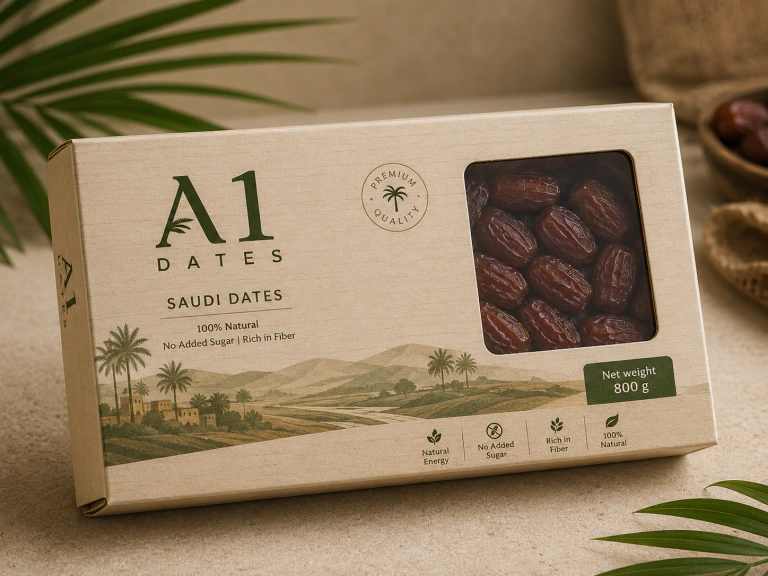 A1
DATES
SAUDI DATES
100% Natural
No Added Sugar | Rich in Fiber
PREMIUM
QUALITY
Net weight
800 g
Natural
Energy
No Added
Sugar
Rich in
Fiber
100%
Natural
A1
DATES